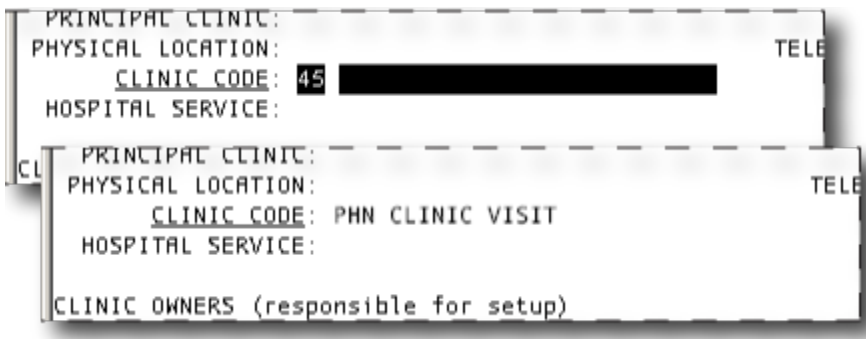 PRINCIPAL CLINIC:
PHYSICAL LOCATION: TELE
CLINIC CODE: 45
HOSPITAL SERVICE:
CL
PRINCIPAL CLINIC:
PHYSICAL LOCATION: TELE
CLINIC CODE: PHN CLINIC VISIT
HOSPITAL SERVICE:
CLINIC OWNERS (responsible for setup)